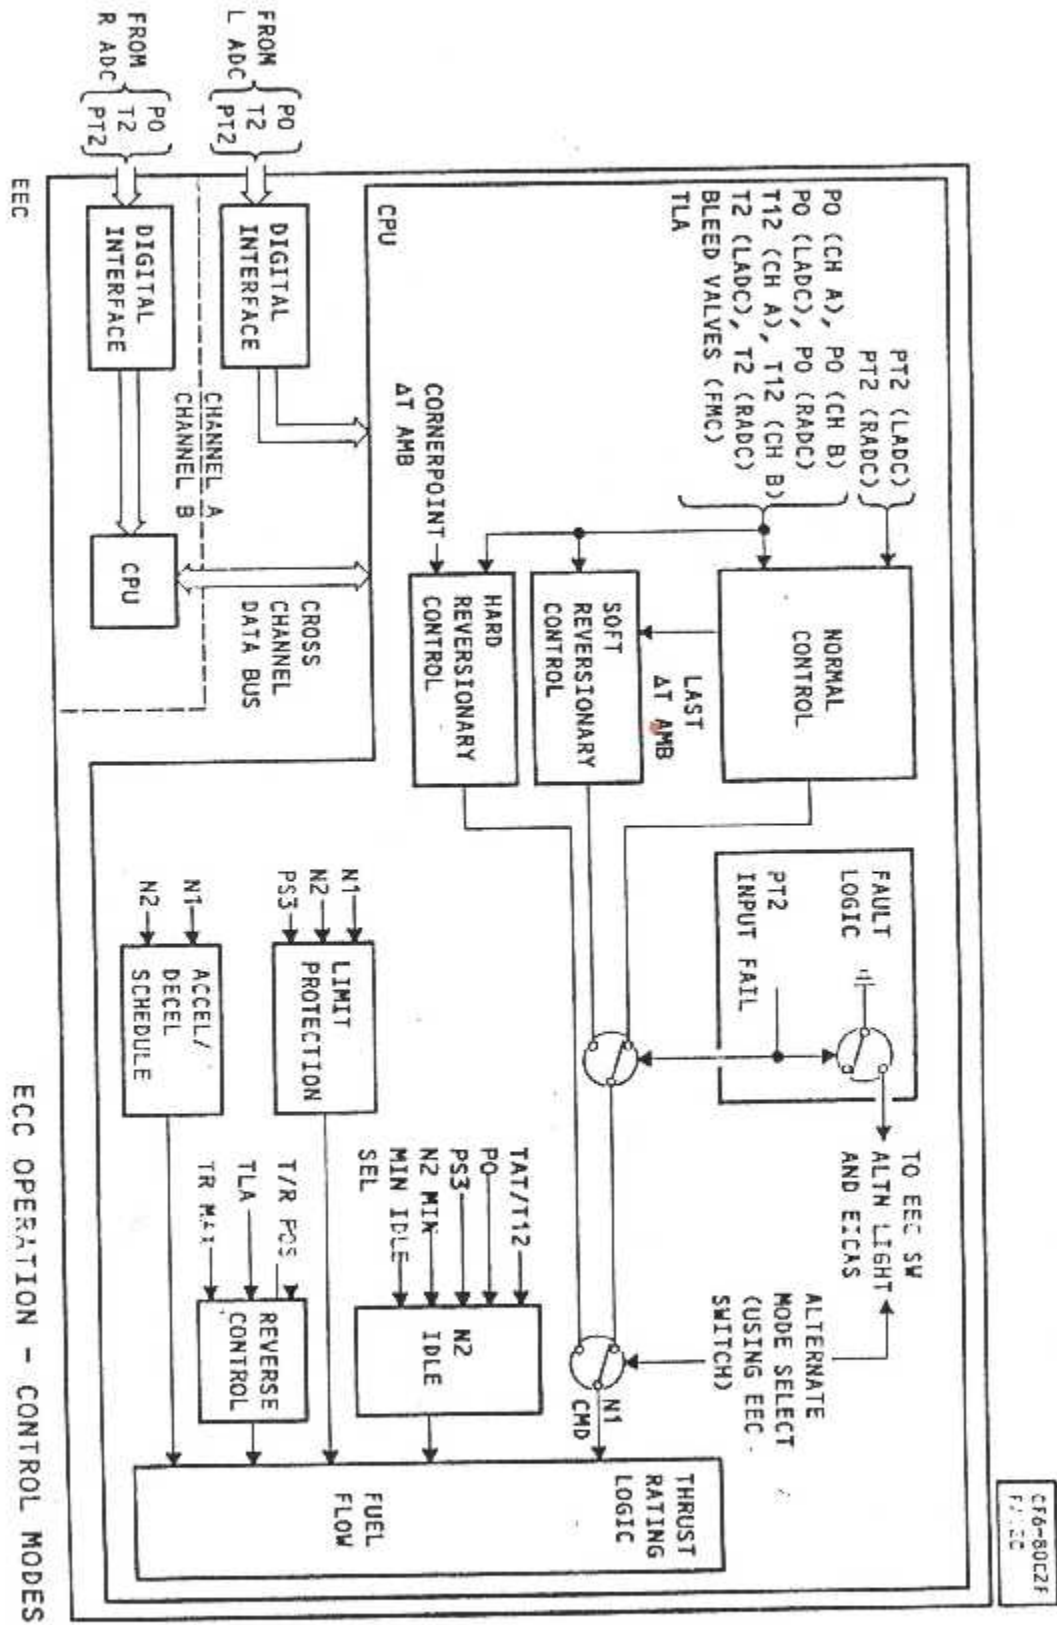 CF6-80C2F
PT2 (LADC)
PT2 (RADC)
PO (CH A), PO (CH B)
PO (LADC), PO (RADC)
T12 (CH A), T12 (CH B)
T2 (LADC), T2 (RADC)
BLEED VALVES (FMC)
TLA
NORMAL
CONTROL
LAST
ΔT AMB
SOFT
REVERSIONARY
CONTROL
HARD
REVERSIONARY
CONTROL
CORNERPOINT
ΔT AMB
FAULT
LOGIC
PT2
INPUT FAIL
TO EEC SW
ALTN LIGHT
AND EICAS
ALTERNATE
MODE SELECT
(USING EEC
SWITCH)
N1
CMD
THRUST
RATING
LOGIC
FUEL
FLOW
TAT/T12
PO
PS3
N2 MIN
MIN IDLE
SEL
N2
IDLE
N1
N2
PS3
LIMIT
PROTECTION
T/R POS
TLA
TR MAX
REVERSE
CONTROL
N1
N2
ACCEL/
DECEL
SCHEDULE
CPU
FROM
L ADC
PO
T2
PT2
DIGITAL
INTERFACE
FROM
R ADC
PO
T2
PT2
DIGITAL
INTERFACE
CHANNEL A
CHANNEL B
CPU
CROSS
CHANNEL
DATA BUS
EEC
ECC OPERATION - CONTROL MODES